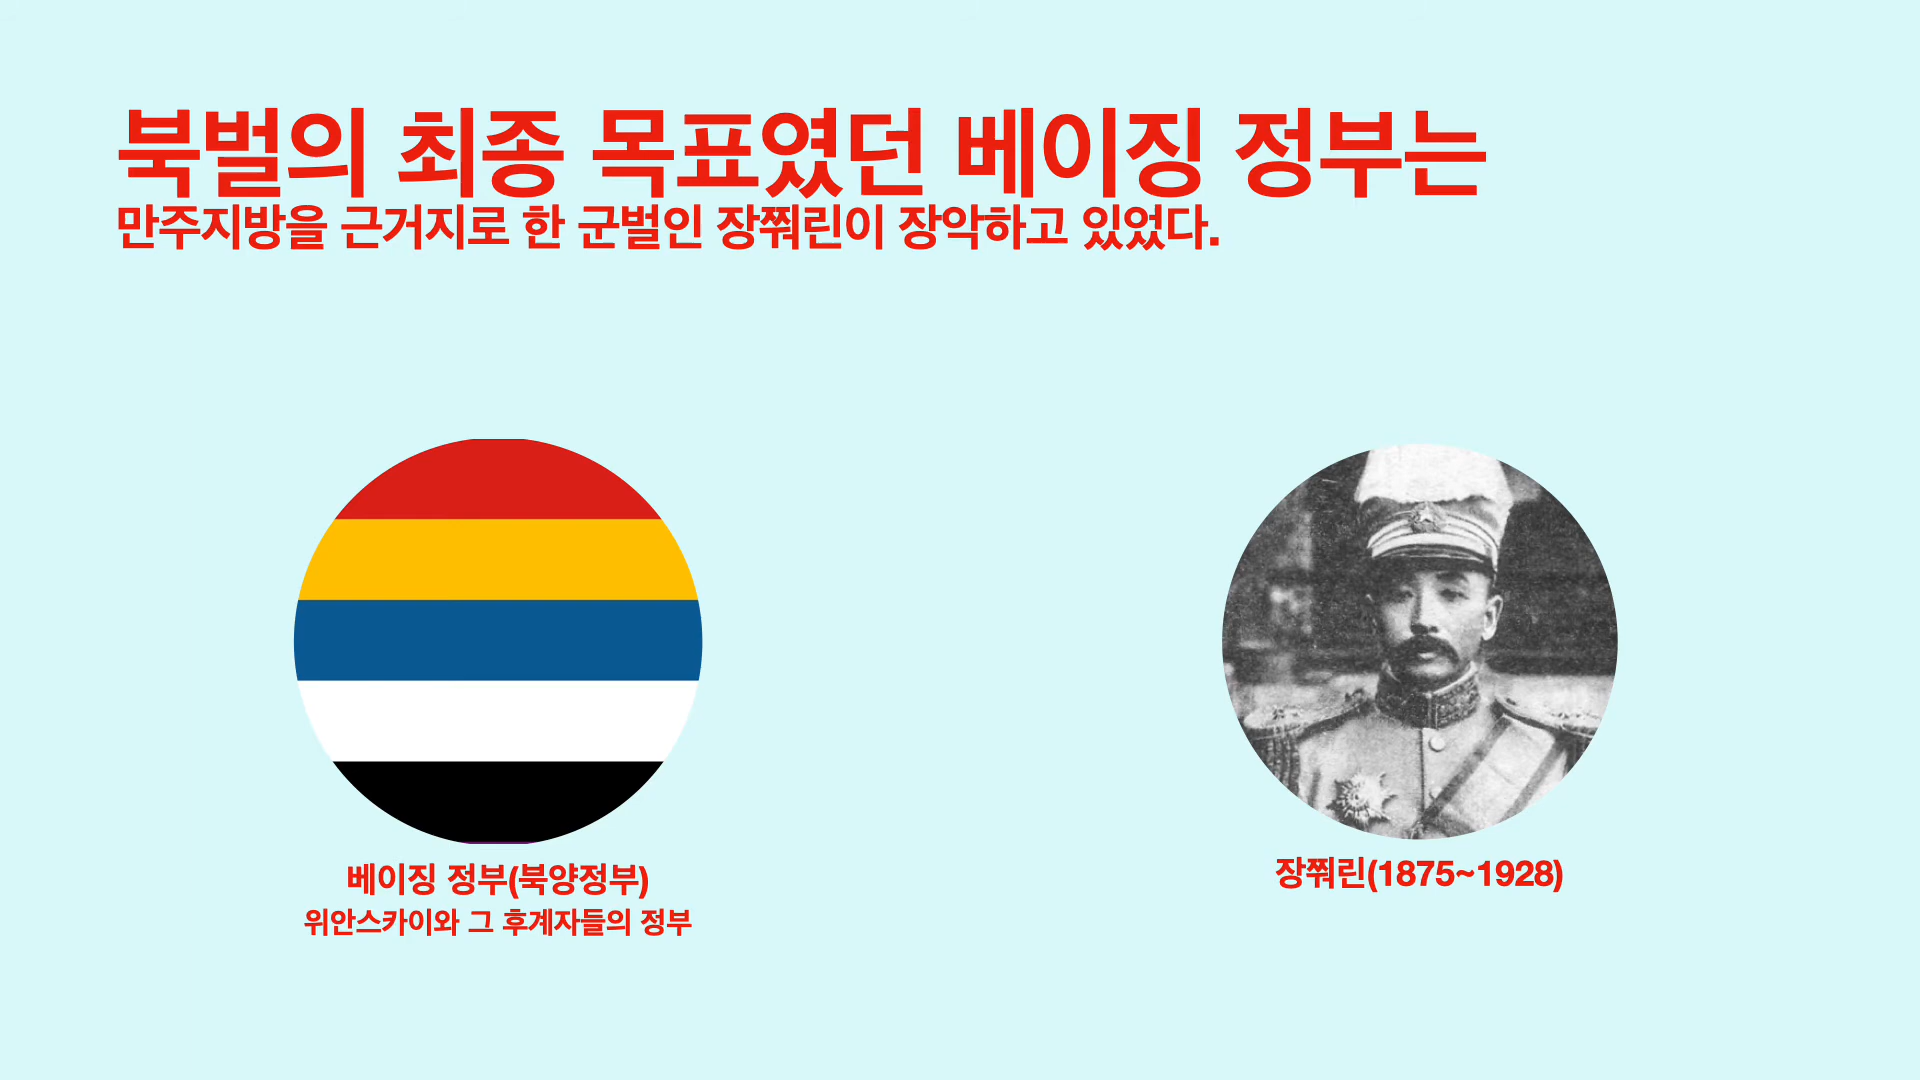 북벌의 최종 목표였던 베이징 정부는
만주지방을 근거지로 한 군벌인 장쭤린이 장악하고 있었다.
베이징 정부(북양정부)
위안스카이와 그 후계자들의 정부
장쭤린(1875~1928)